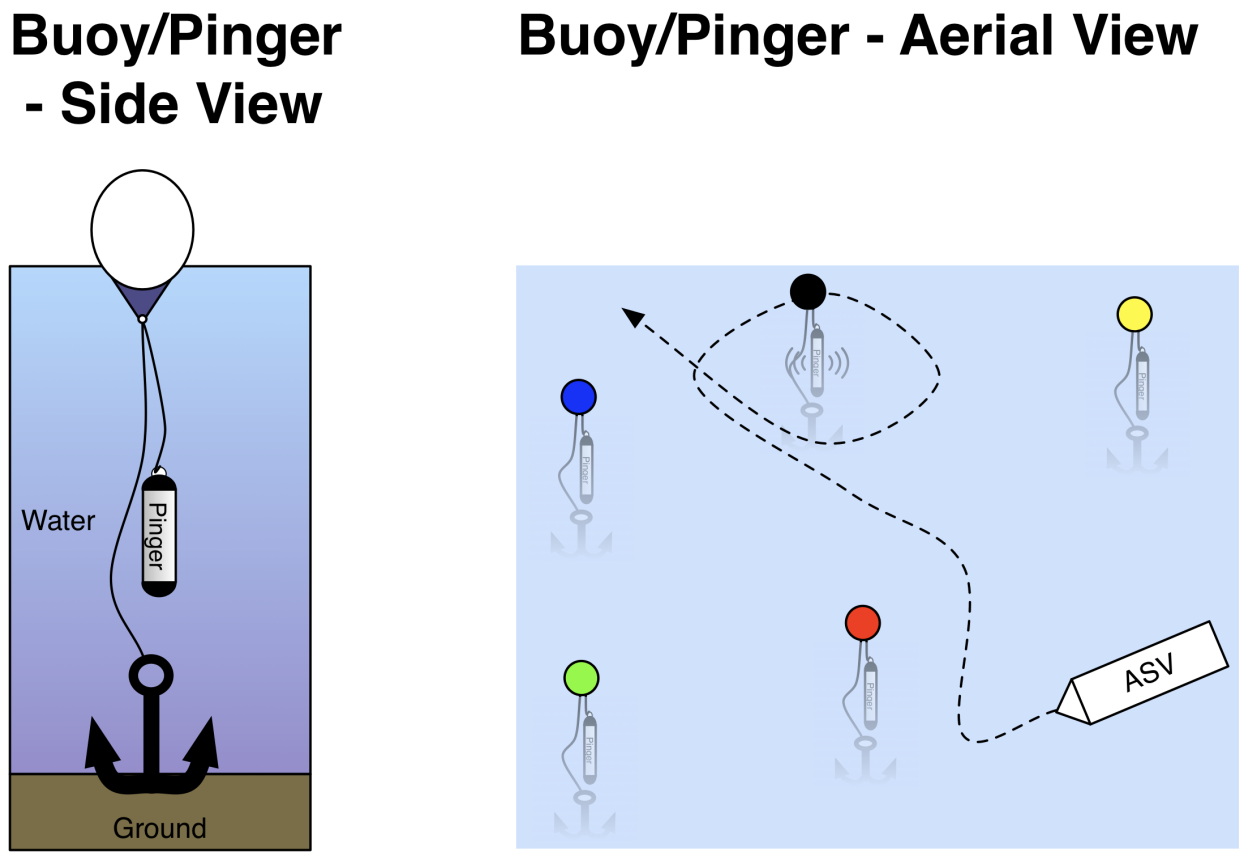 Buoy/Pinger
- Side View
Buoy/Pinger - Aerial View
Water
Pinger
Ground
Pinger
Pinger
Pinger
Pinger
Pinger
ASV